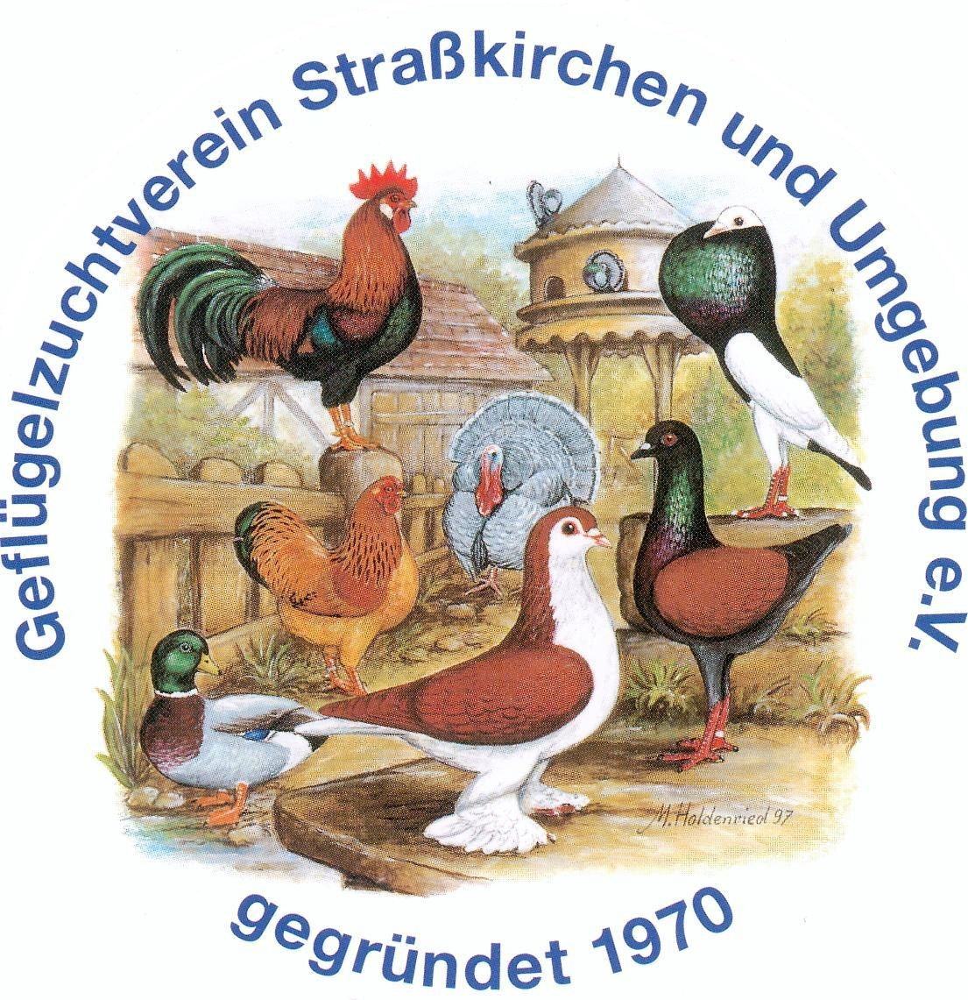 Geflügelzuchtverein Straßkirchen und Umgebung e.V.
M. Holdenried 97
gegründet 1970